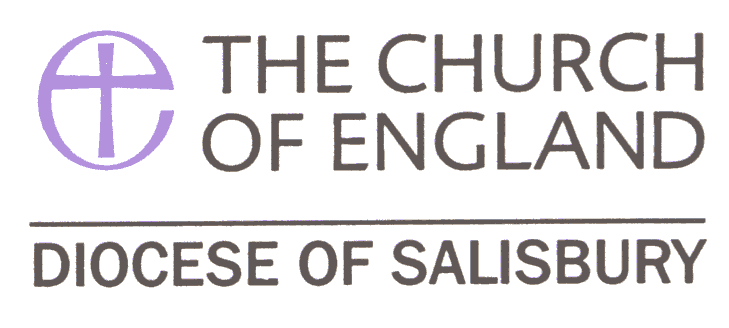 THE CHURCH
OF ENGLAND
DIOCESE OF SALISBURY